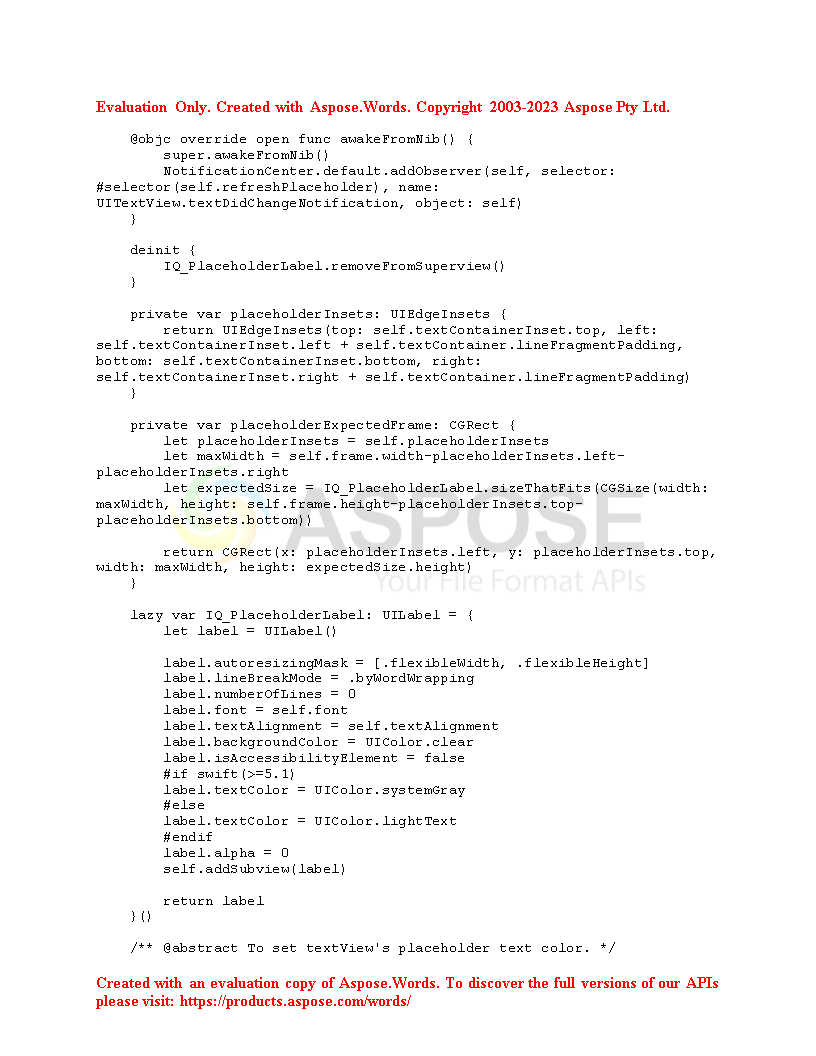 Evaluation Only. Created with Aspose.Words. Copyright 2003-2023 Aspose Pty Ltd.
@objc override open func awakeFromNib() {
super.awakeFromNib()
NotificationCenter.default.addObserver(self, selector:
#selector(self.refreshPlaceholder), name:
UITextView.textDidChangeNotification, object: self)
}
deinit {
IQ_PlaceholderLabel.removeFromSuperview()
}
private var placeholderInsets: UIEdgeInsets {
return UIEdgeInsets(top: self.textContainerInset.top, left:
self.textContainerInset.left + self.textContainer.lineFragmentPadding,
bottom: self.textContainerInset.bottom, right:
self.textContainerInset.right + self.textContainer.lineFragmentPadding)
}
private var placeholderExpectedFrame: CGRect {
let placeholderInsets = self.placeholderInsets
let maxWidth = self.frame.width-placeholderInsets.left-
placeholderInsets.right
let expectedSize = IQ_PlaceholderLabel.sizeThatFits(CGSize(width:
maxWidth, height: self.frame.height-placeholderInsets.top-
placeholderInsets.bottom))
ASPOSE
return CGRect(x: placeholderInsets.left, y: placeholderInsets.top,
width: maxWidth, height: expectedSize.height)
Your File Format APIs
}
lazy var IQ_PlaceholderLabel: UILabel = {
let label = UILabel()
label.autoresizingMask = [.flexibleWidth, .flexibleHeight]
label.lineBreakMode = .byWordWrapping
label.numberOfLines = 0
label.font = self.font
label.textAlignment = self.textAlignment
label.backgroundColor = UIColor.clear
label.isAccessibilityElement = false
#if swift(>=5.1)
label.textColor = UIColor.systemGray
#else
label.textColor = UIColor.lightText
#endif
label.alpha = 0
self.addSubview(label)
return label
}()
/** @abstract To set textView's placeholder text color. */
Created with an evaluation copy of Aspose.Words. To discover the full versions of our APIs
please visit: https://products.aspose.com/words/